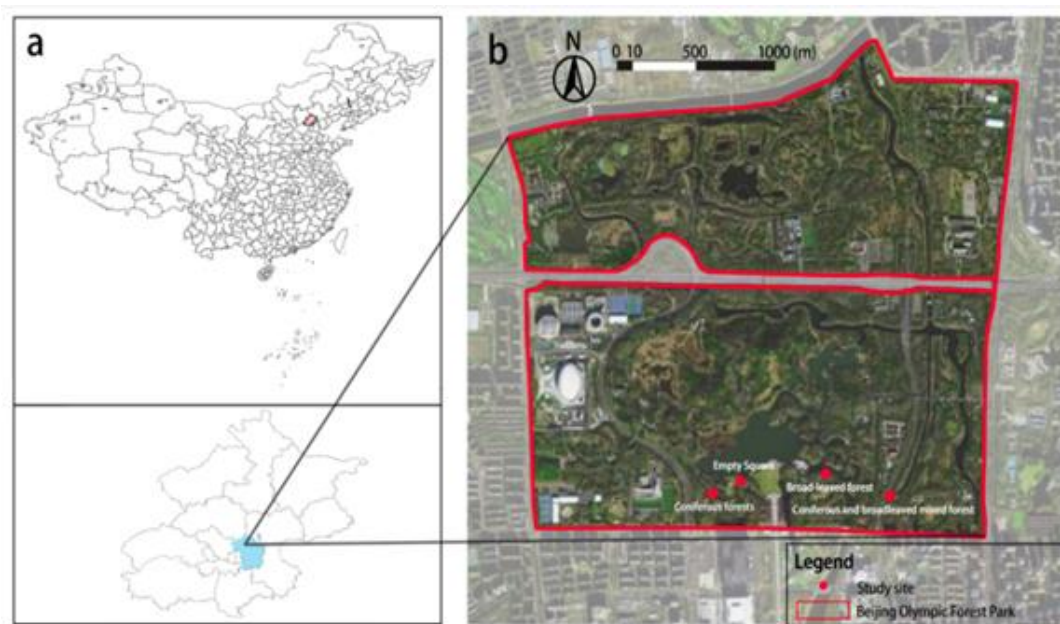 a
b
N
0 10 500 1000 (m)
Empty Square
Broad-leaved forest
Coniferous forests
Coniferous and broadleaved mixed forest
Legend
Study site
Beijing Olympic Forest Park